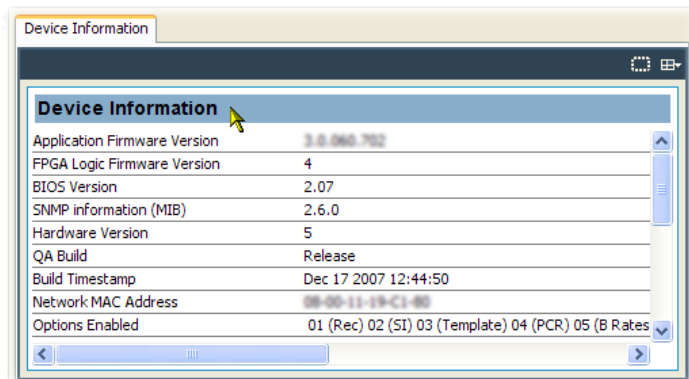 Device Information
Device Information
Application Firmware Version
FPGA Logic Firmware Version 4
BIOS Version 2.07
SNMP information (MIB) 2.6.0
Hardware Version 5
QA Build Release
Build Timestamp Dec 17 2007 12:44:50
Network MAC Address
Options Enabled 01 (Rec) 02 (SI) 03 (Template) 04 (PCR) 05 (B Rates